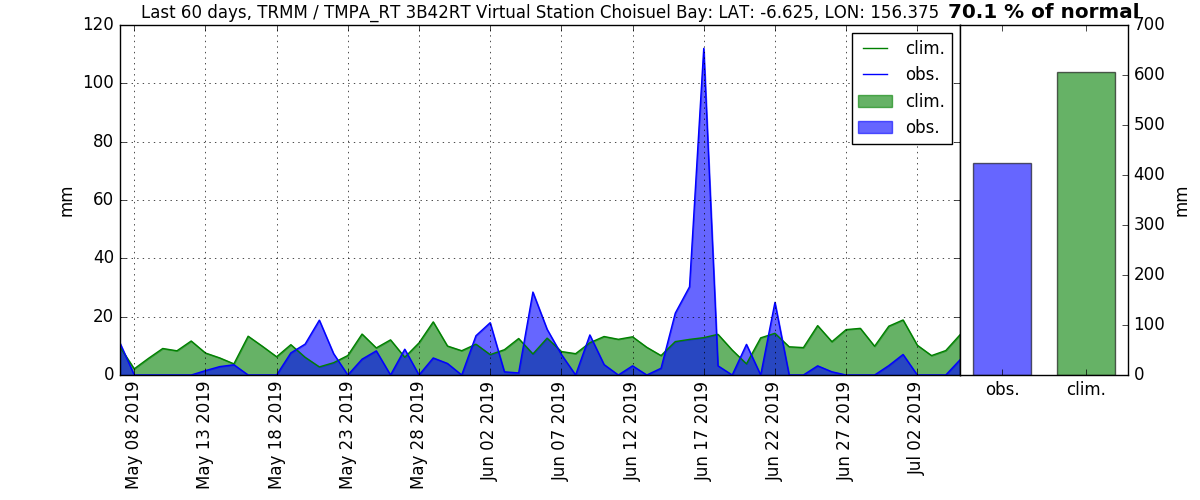 Last 60 days, TRMM / TMPA_RT 3B42RT Virtual Station Choisuel Bay: LAT: -6.625, LON: 156.375
70.1 % of normal
mm
120
100
80
60
40
20
0
clim.
obs.
clim.
obs.
700
600
500
400
300
200
100
0
mm
May 08 2019
May 13 2019
May 18 2019
May 23 2019
May 28 2019
Jun 02 2019
Jun 07 2019
Jun 12 2019
Jun 17 2019
Jun 22 2019
Jun 27 2019
Jul 02 2019
obs.
clim.